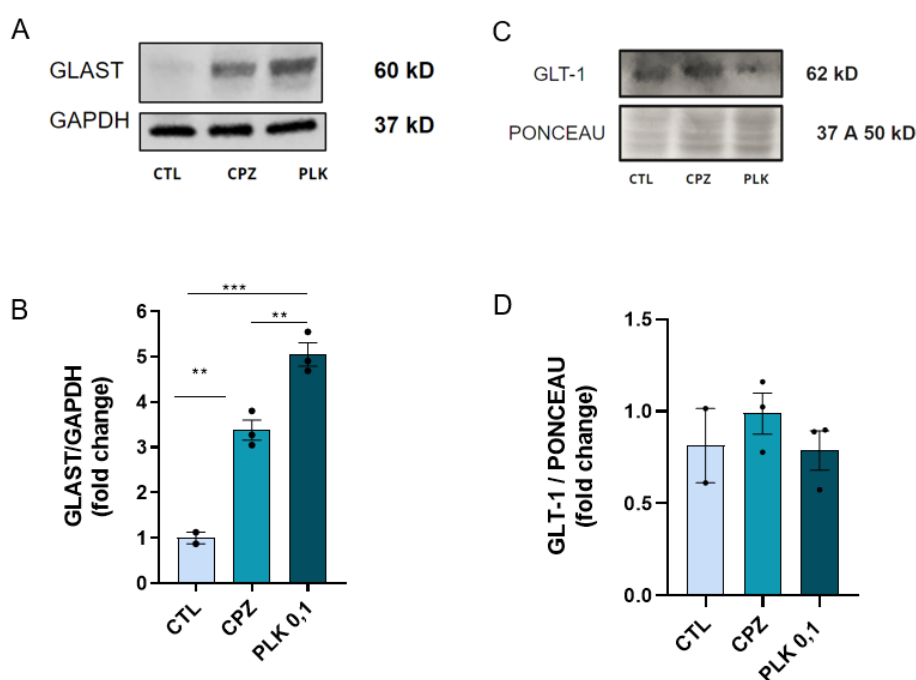 A
GLAST
60 kD
GAPDH
37 kD
CTL CPZ PLK
C
GLT-1
62 kD
PONCEAU
37 A 50 kD
CTL CPZ PLK
B
GLAST/GAPDH
(fold change)
6
5
4
3
2
1
0
***
**
**
CTL
CPZ
PLK 0,1
D
GLT-1 / PONCEAU
(fold change)
1.5
1.0
0.5
0.0
CTL
CPZ
PLK 0,1